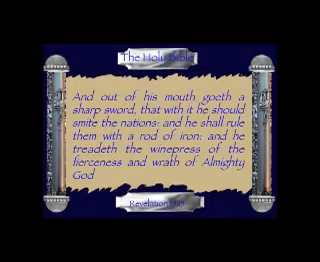 The Holy Bible
And out of his mouth goeth a
sharp sword, that with it he should
smite the nations: and he shall rule
them with a rod of iron: and he
treadeth the winepress of the
fierceness and wrath of Almighty
God
Revelation